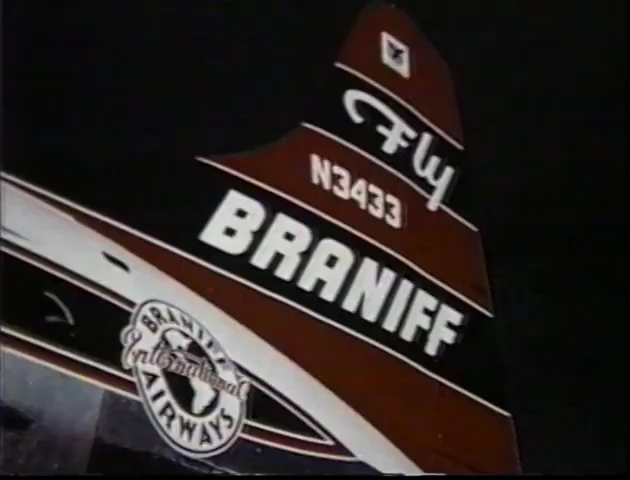 Fly
N3433
BRANIFF
BRANIFF
International
AIRWAYS